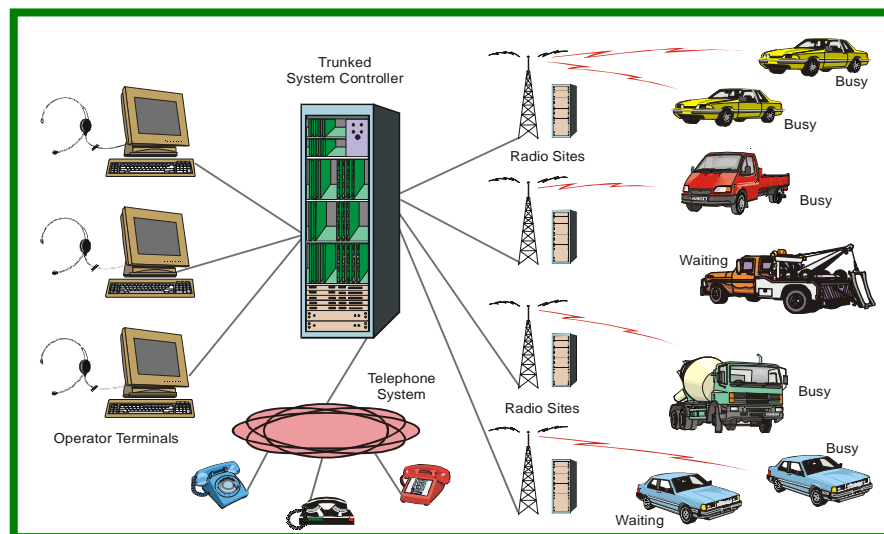 Trunked
System Controller
Busy
Busy
Radio Sites
Busy
Waiting
Telephone
System
Busy
Radio Sites
Operator Terminals
Busy
Waiting